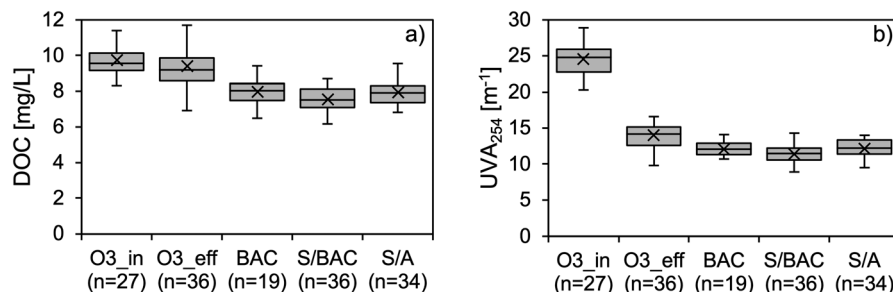 a)
DOC [mg/L]
12
10
8
6
4
2
0
O3_in O3_eff BAC S/BAC S/A
(n=27) (n=36) (n=19) (n=36) (n=34)
b)
UVA₂₅₄ [m⁻¹]
30
25
20
15
10
5
0
O3_in O3_eff BAC S/BAC S/A
(n=27) (n=36) (n=19) (n=36) (n=34)